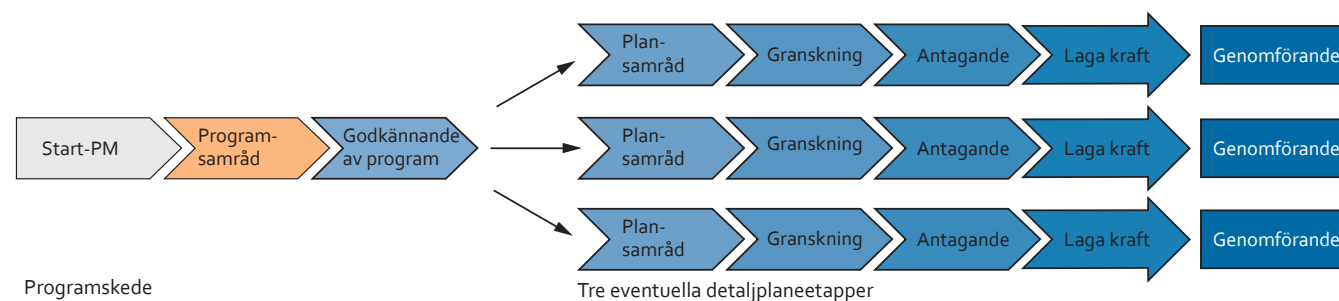 Plan-
samråd
Granskning
Antagande
Laga kraft
Genomförande
Start-PM
Program-
samråd
Godkännande
av program
Plan-
samråd
Granskning
Antagande
Laga kraft
Genomförande
Plan-
samråd
Granskning
Antagande
Laga kraft
Genomförande
Programskede
Tre eventuella detaljplaneetapper